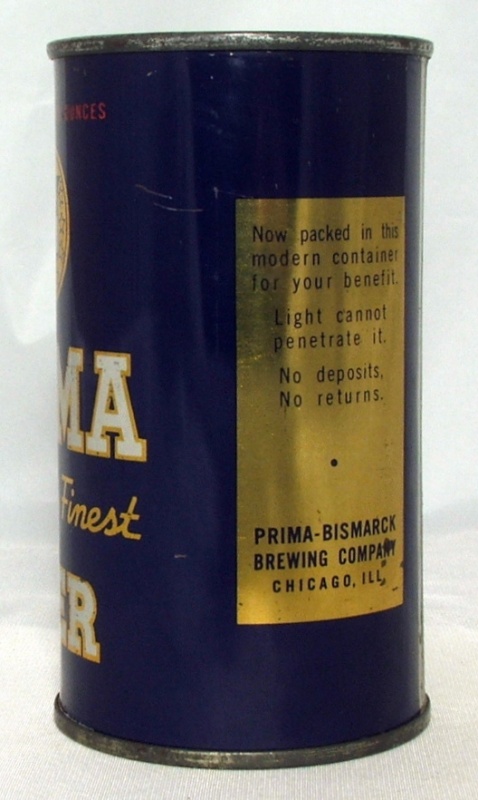 OUNCES
MA
Finest
ER
Now packed in this
modern container
for your benefit.
Light cannot
penetrate it.
No deposits,
No returns.
PRIMA-BISMARCK
BREWING COMPANY
CHICAGO, ILL.